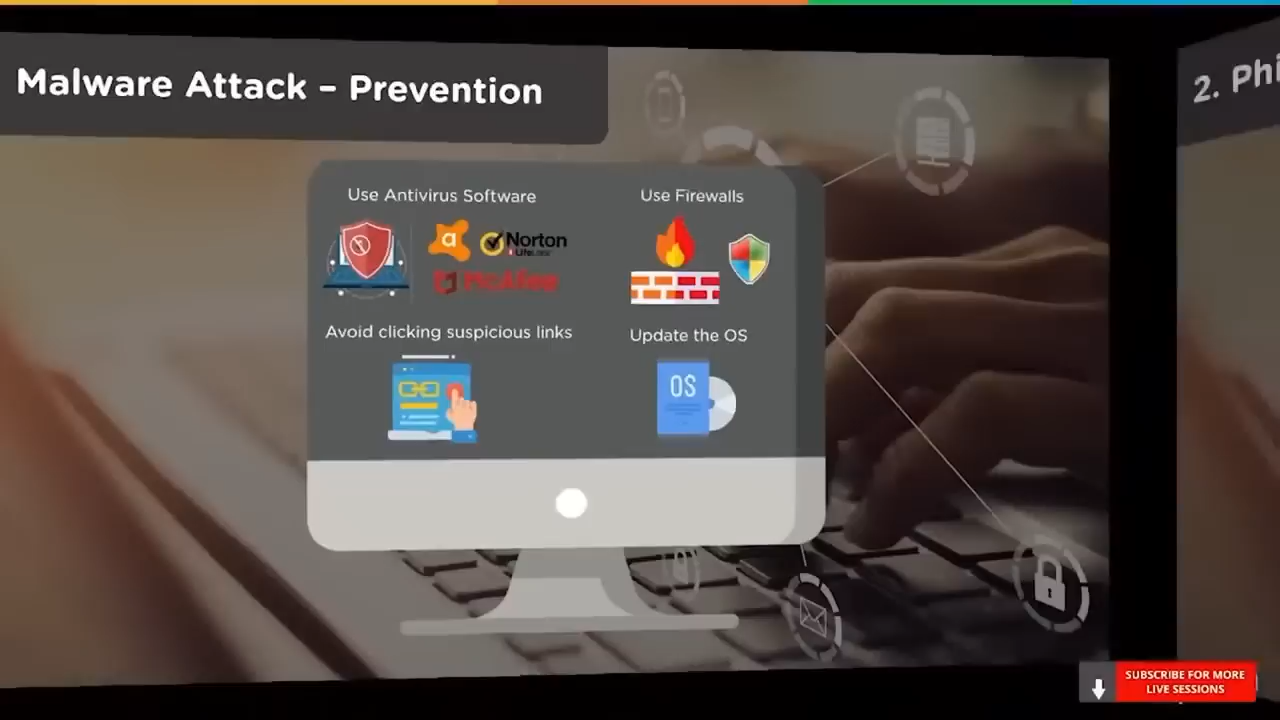 Malware Attack – Prevention
2. Phi
Use Antivirus Software
Use Firewalls
a
Norton
LifeLock
McAfee
Avoid clicking suspicious links
Update the OS
OS
SUBSCRIBE FOR MORE
LIVE SESSIONS